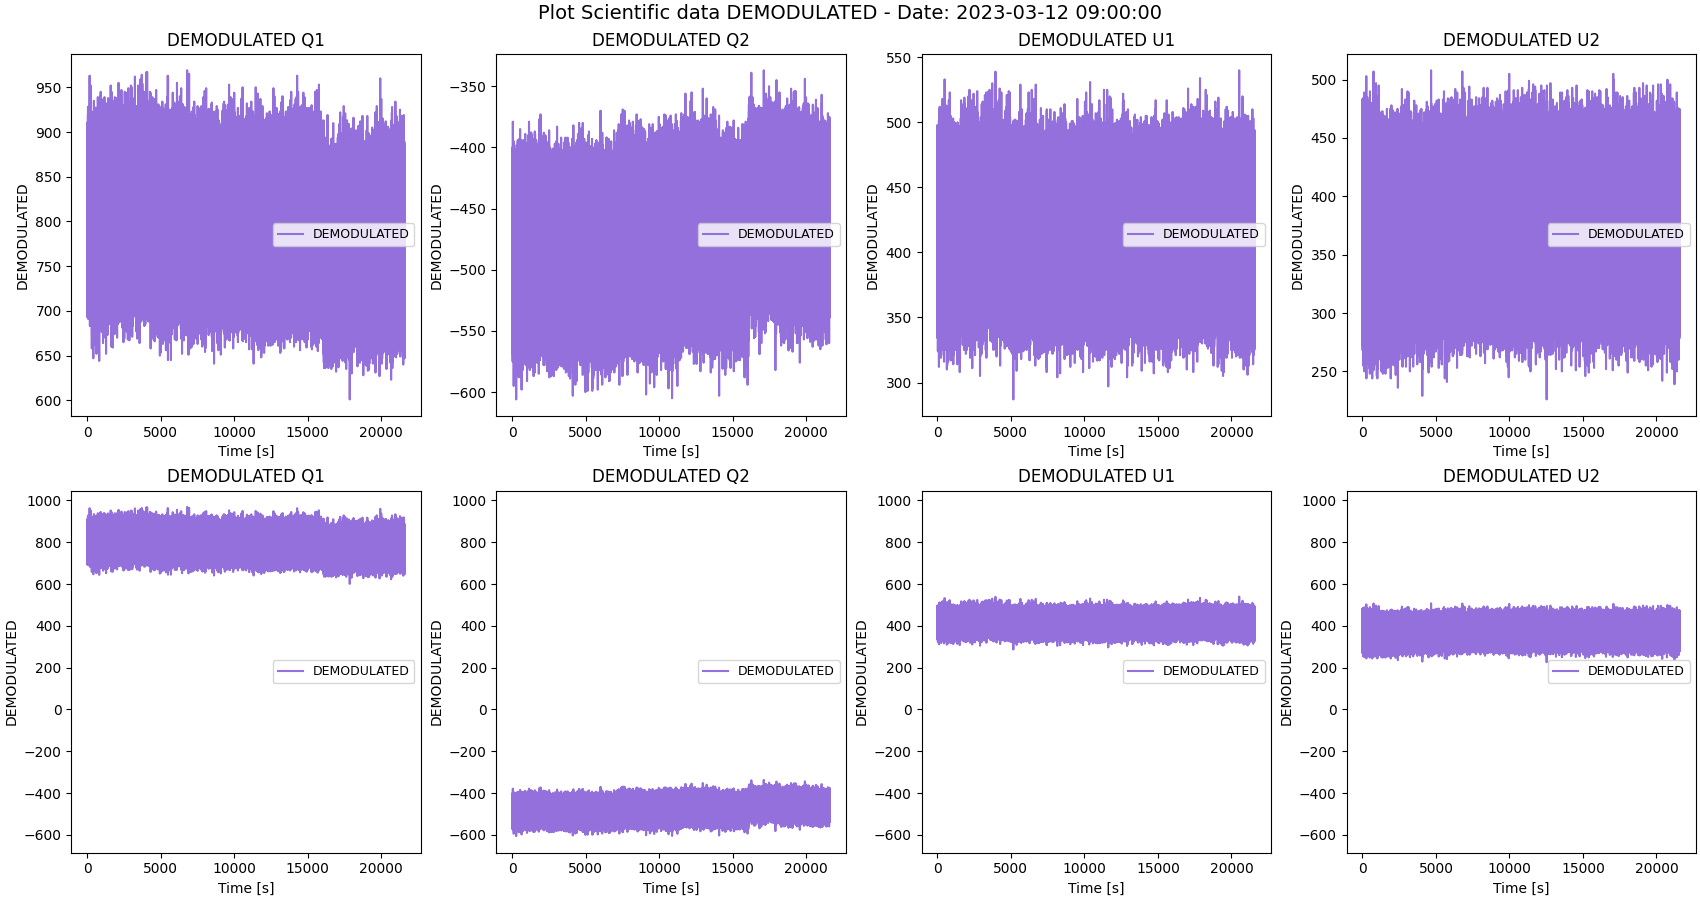 Plot Scientific data DEMODULATED - Date: 2023-03-12 09:00:00
DEMODULATED Q1
DEMODULATED
950
900
850
800
750
700
650
600
DEMODULATED
0 5000 10000 15000 20000
Time [s]
DEMODULATED Q2
DEMODULATED
−350
−400
−450
−500
−550
−600
DEMODULATED
0 5000 10000 15000 20000
Time [s]
DEMODULATED U1
DEMODULATED
550
500
450
400
350
300
DEMODULATED
0 5000 10000 15000 20000
Time [s]
DEMODULATED U2
DEMODULATED
500
450
400
350
300
250
DEMODULATED
0 5000 10000 15000 20000
Time [s]
DEMODULATED Q1
DEMODULATED
1000
800
600
400
200
0
−200
−400
−600
DEMODULATED
0 5000 10000 15000 20000
Time [s]
DEMODULATED Q2
DEMODULATED
1000
800
600
400
200
0
−200
−400
−600
DEMODULATED
0 5000 10000 15000 20000
Time [s]
DEMODULATED U1
DEMODULATED
1000
800
600
400
200
0
−200
−400
−600
DEMODULATED
0 5000 10000 15000 20000
Time [s]
DEMODULATED U2
DEMODULATED
1000
800
600
400
200
0
−200
−400
−600
DEMODULATED
0 5000 10000 15000 20000
Time [s]